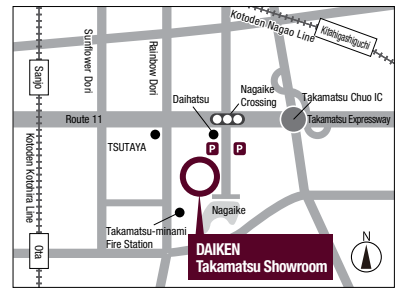 Kotoden Nagao Line
Kitahigashiguchi
Sunflower Dori
Rainbow Dori
Sanjo
Daihatsu
Nagaike
Crossing
Takamatsu Chuo IC
Route 11
Takamatsu Expressway
TSUTAYA
P
P
Kotoden Kotohira Line
Nagaike
Takamatsu-minami
Fire Station
Ota
DAIKEN
Takamatsu Showroom
N